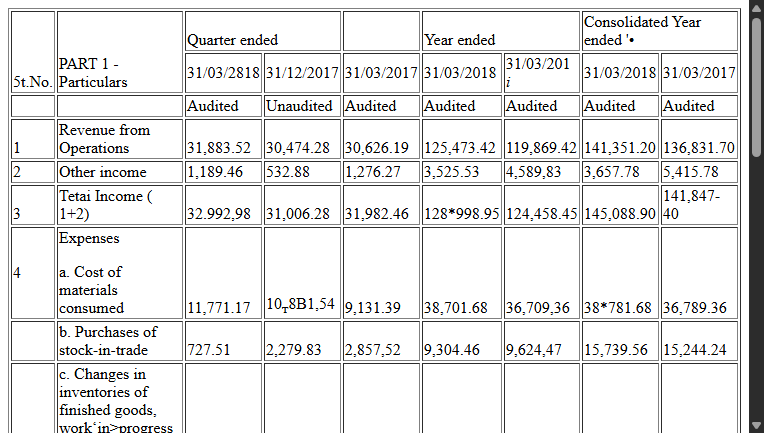 Consolidated Year
Quarter ended Year ended ended '•
PART 1 - 31/03/201
5t.No. Particulars 31/03/2818 31/12/2017 31/03/2017 31/03/2018 i 31/03/2018 31/03/2017
Audited Unaudited Audited Audited Audited Audited Audited
Revenue from
1 Operations 31,883.52 30,474.28 30,626.19 125,473.42 119,869.42 141,351.20 136,831.70
2 Other income 1,189.46 532.88 1,276.27 3,525.53 4,589,83 3,657.78 5,415.78
Tetai Income ( 141,847-
3 1+2) 32.992,98 31,006.28 31,982.46 128*998.95 124,458.45 145,088.90 40
Expenses
4 a. Cost of
materials
consumed 11,771.17 10┬8B1,54 9,131.39 38,701.68 36,709,36 38*781.68 36,789.36
b. Purchases of
stock-in-trade 727.51 2,279.83 2,857,52 9,304.46 9,624,47 15,739.56 15,244.24
c. Changes in
inventories of
finished goods,
work‘in>progress